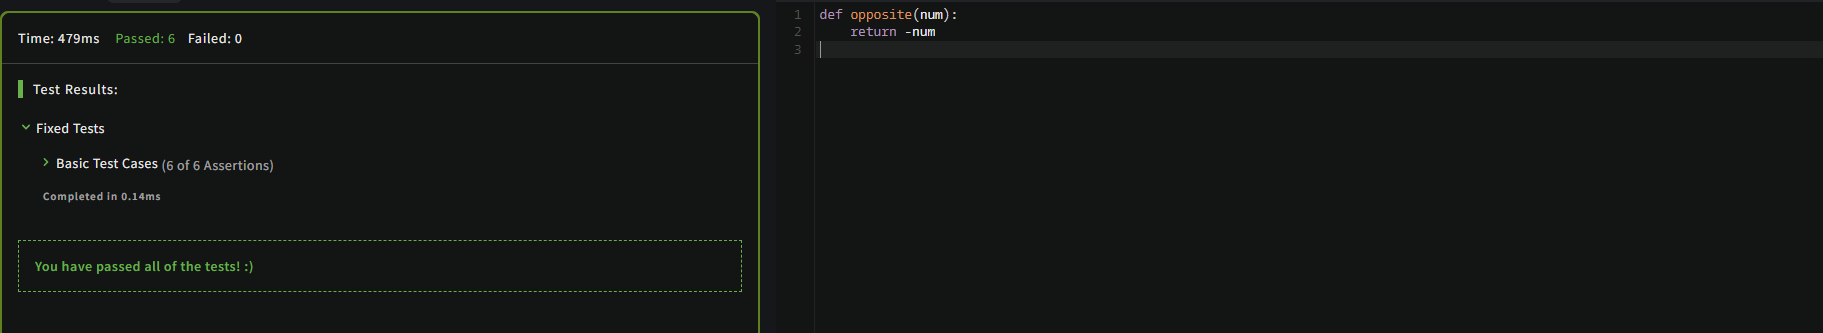 Time: 479ms Passed: 6 Failed: 0
Test Results:
Fixed Tests
Basic Test Cases (6 of 6 Assertions)
Completed in 0.14ms
You have passed all of the tests! :)
1 def opposite(num):
2     return -num
3